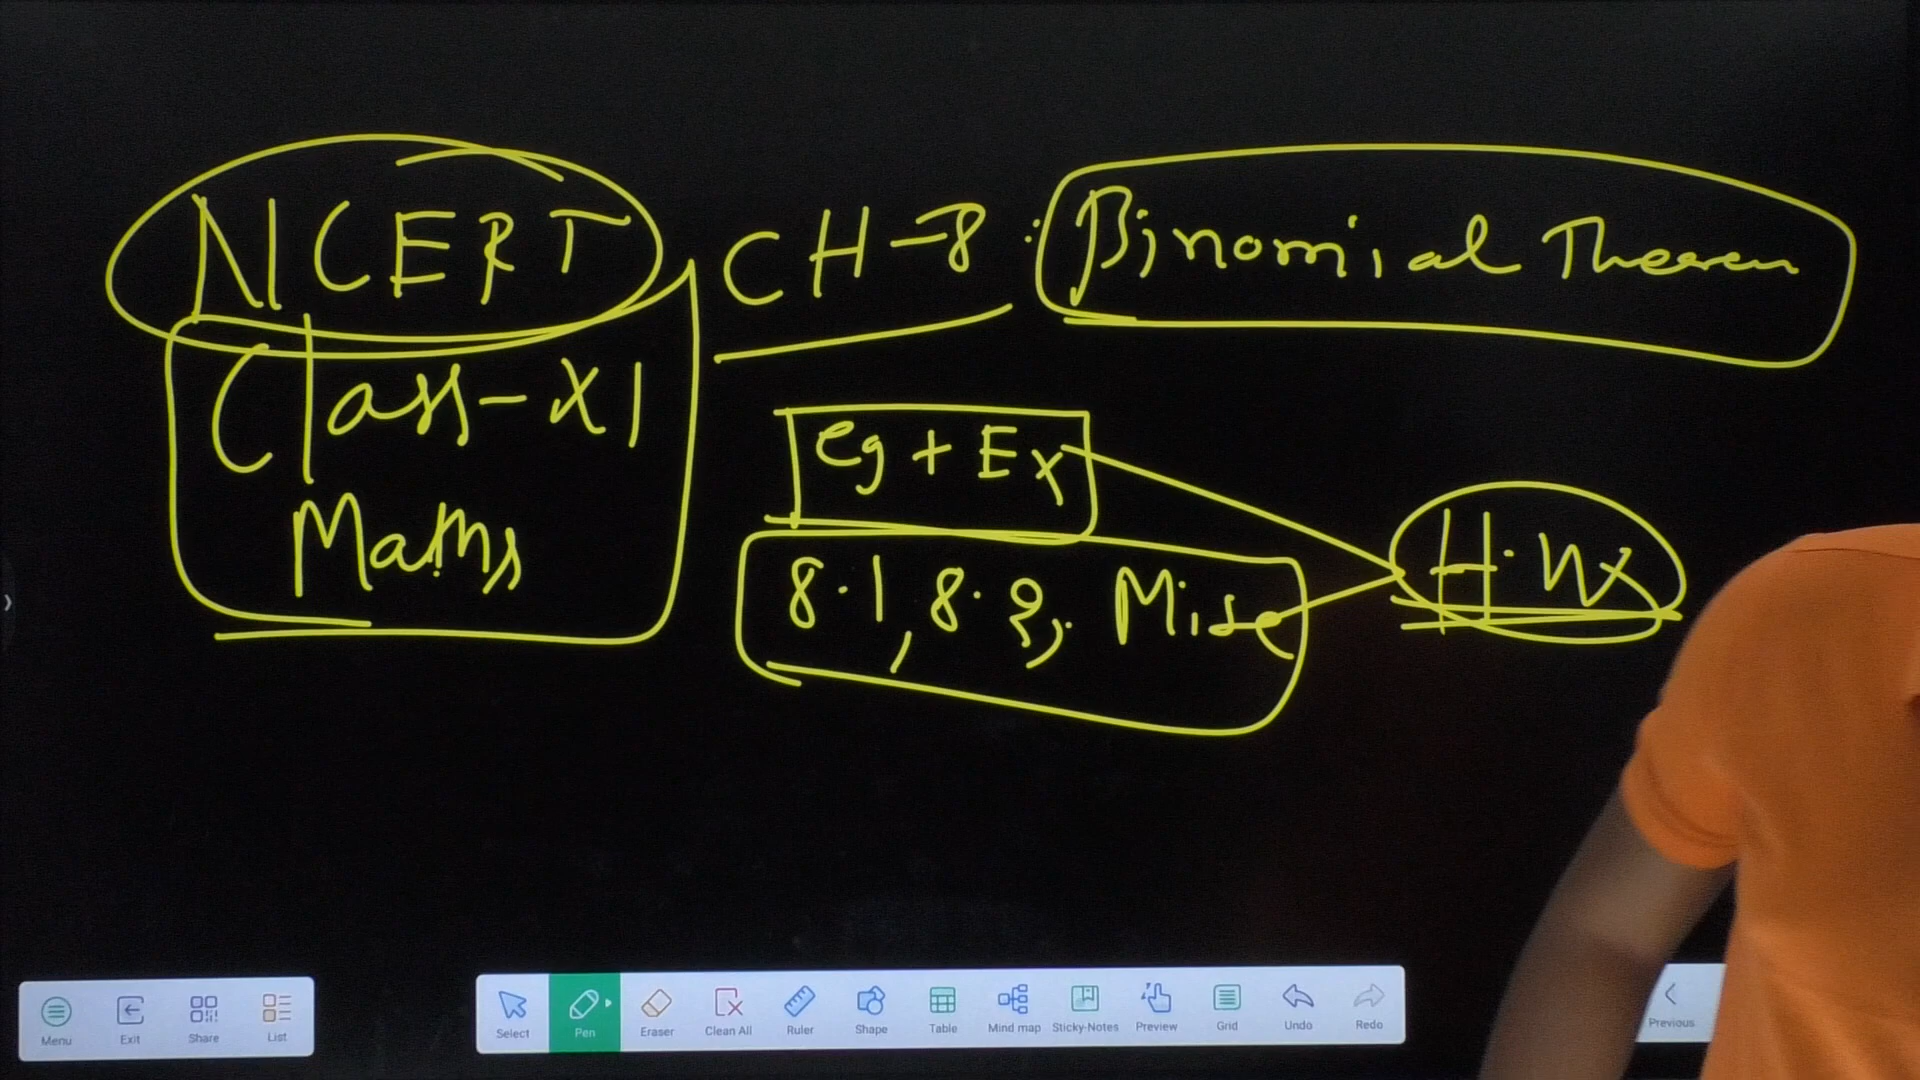 NCERT CH-8: Binomial Theorem
Class-XI
Maths
eg + Ex
8.1, 8.2, Misc
H.W
Menu Exit Share List
Select Pen Eraser Clean All Ruler Shape Table Mind map Sticky-Notes Preview Grid Undo Redo
Previous